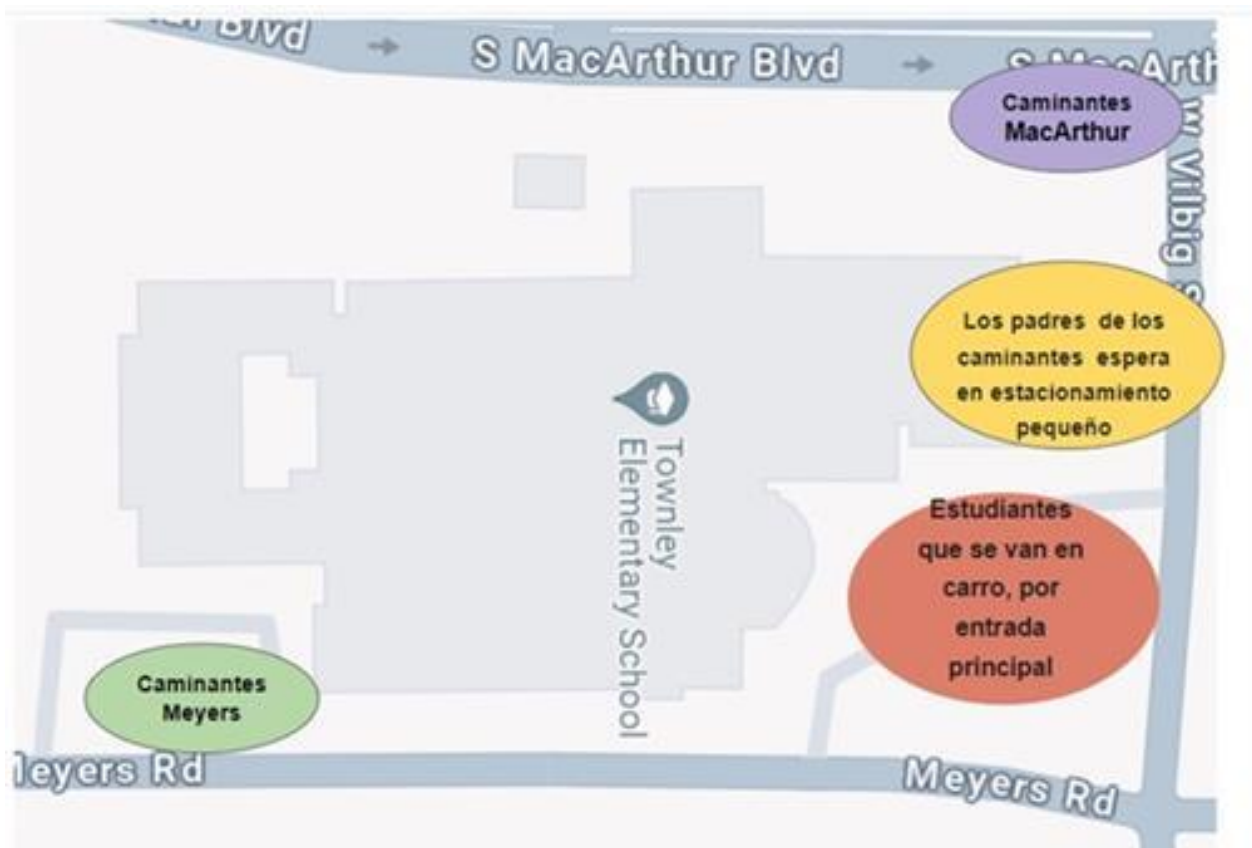 Blvd
S MacArthur Blvd
S MacArth
Caminantes
MacArthur
W Vilbig S
Los padres de los
caminantes espera
en estacionamiento
pequeño
Townley
Elementary School
Estudiantes
que se van en
carro, por
entrada
principal
Caminantes
Meyers
Meyers Rd
Meyers Rd